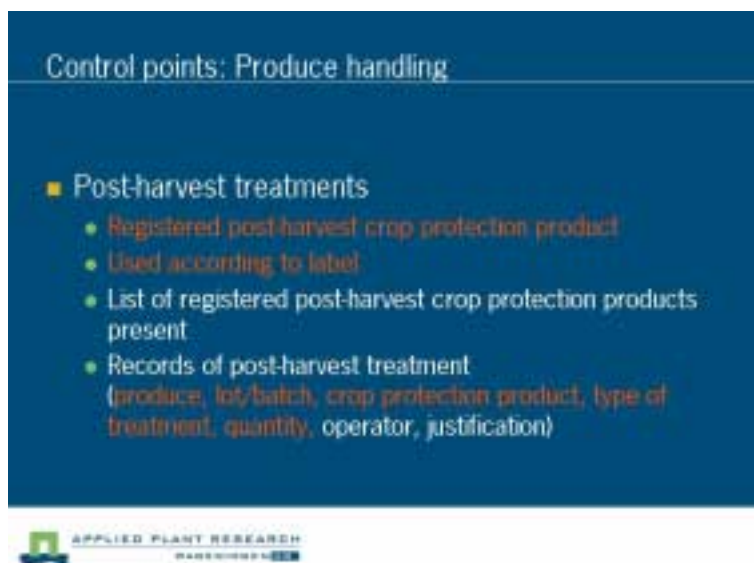 Control points: Produce handling
Post-harvest treatments
Registered post-harvest crop protection product
Used according to label
List of registered post-harvest crop protection products
present
Records of post-harvest treatment
(produce, lot/batch, crop protection product, type of
treatment, quantity, operator, justification)
APPLIED PLANT RESEARCH
WAGENINGEN UR